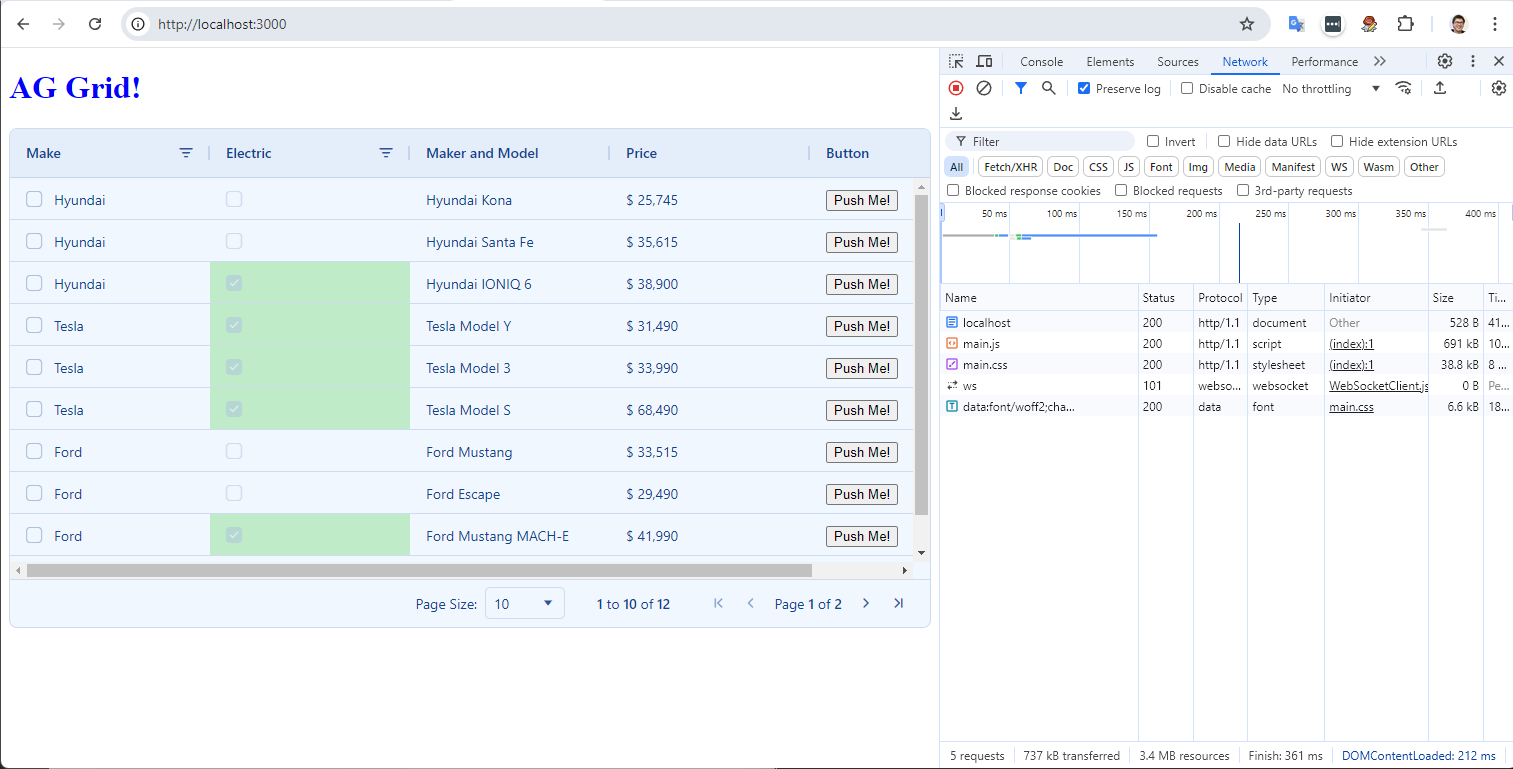 http://localhost:3000
AG Grid!
Make Electric Maker and Model Price Button
Hyundai Hyundai Kona $ 25,745 Push Me!
Hyundai Hyundai Santa Fe $ 35,615 Push Me!
Hyundai Hyundai IONIQ 6 $ 38,900 Push Me!
Tesla Tesla Model Y $ 31,490 Push Me!
Tesla Tesla Model 3 $ 33,990 Push Me!
Tesla Tesla Model S $ 68,490 Push Me!
Ford Ford Mustang $ 33,515 Push Me!
Ford Ford Escape $ 29,490 Push Me!
Ford Ford Mustang MACH-E $ 41,990 Push Me!
Page Size: 10 1 to 10 of 12 Page 1 of 2
Console Elements Sources Network Performance
Preserve log Disable cache No throttling
Filter Invert Hide data URLs Hide extension URLs
All Fetch/XHR Doc CSS JS Font Img Media Manifest WS Wasm Other
Blocked response cookies Blocked requests 3rd-party requests
50 ms 100 ms 150 ms 200 ms 250 ms 300 ms 350 ms 400 ms
Name Status Protocol Type Initiator Size Ti...
localhost 200 http/1.1 document Other 528 B 41...
main.js 200 http/1.1 script (index):1 691 kB 10...
main.css 200 http/1.1 stylesheet (index):1 38.8 kB 8 ...
ws 101 webso... websocket WebSocketClient.js 0 B Pe...
data:font/woff2;cha... 200 data font main.css 6.6 kB 18...
5 requests 737 kB transferred 3.4 MB resources Finish: 361 ms DOMContentLoaded: 212 ms